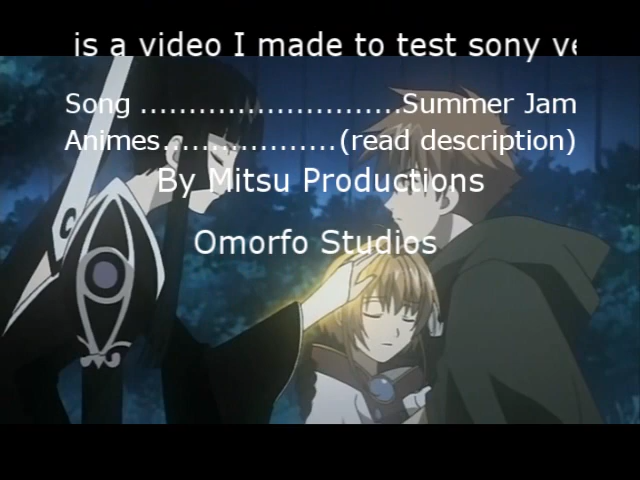 is a video I made to test sony ve
Song ...........................Summer Jam
Animes..................(read description)
By Mitsu Productions
Omorfo Studios